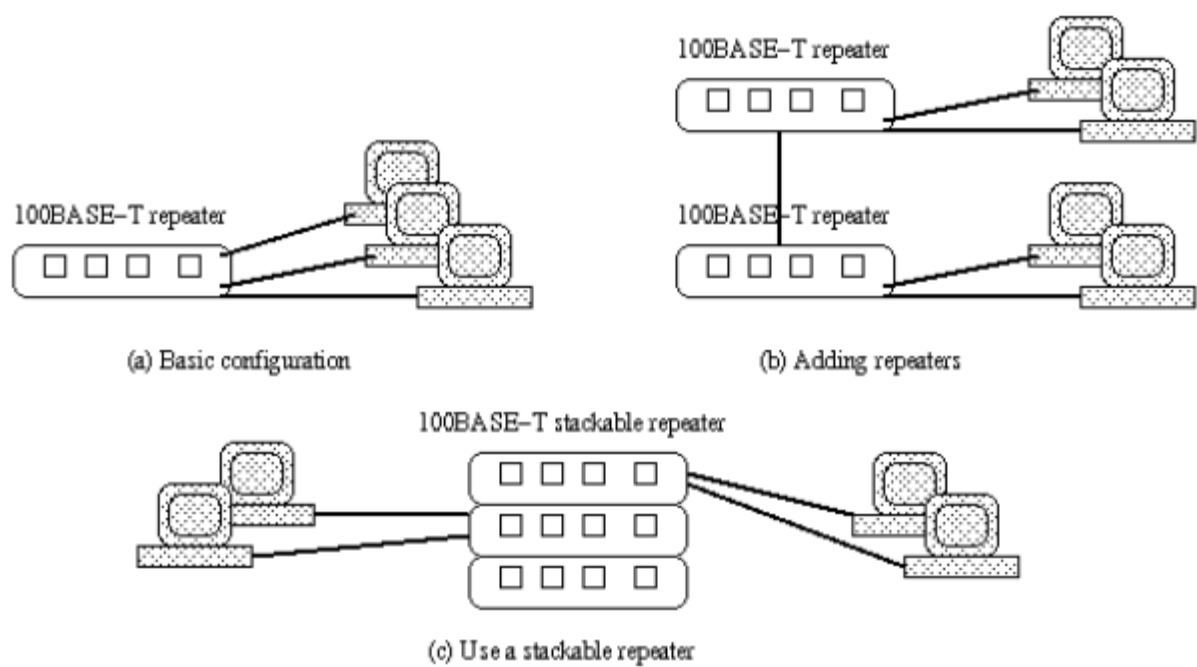 100BASE-T repeater
100BASE-T repeater
100BASE-T repeater
(a) Basic configuration
(b) Adding repeaters
100BASE-T stackable repeater
(c) Use a stackable repeater